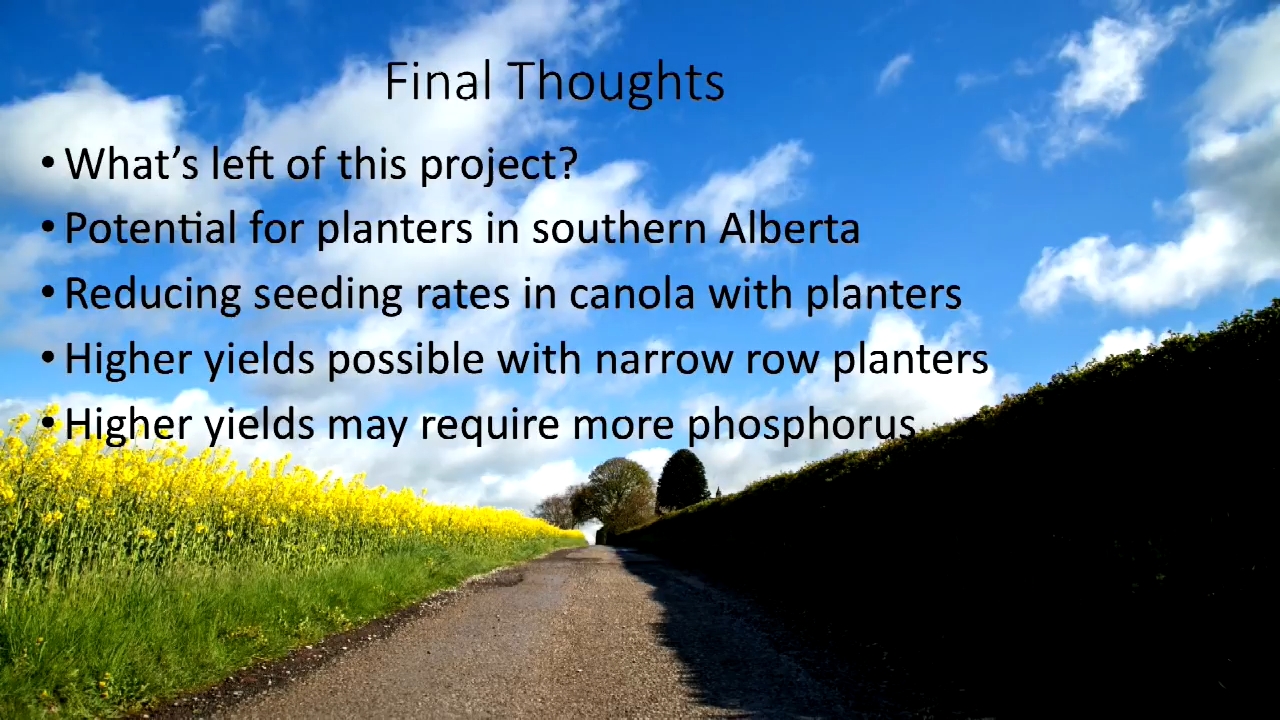 Final Thoughts
• What's left of this project?
• Potential for planters in southern Alberta
• Reducing seeding rates in canola with planters
• Higher yields possible with narrow row planters
• Higher yields may require more phosphorus